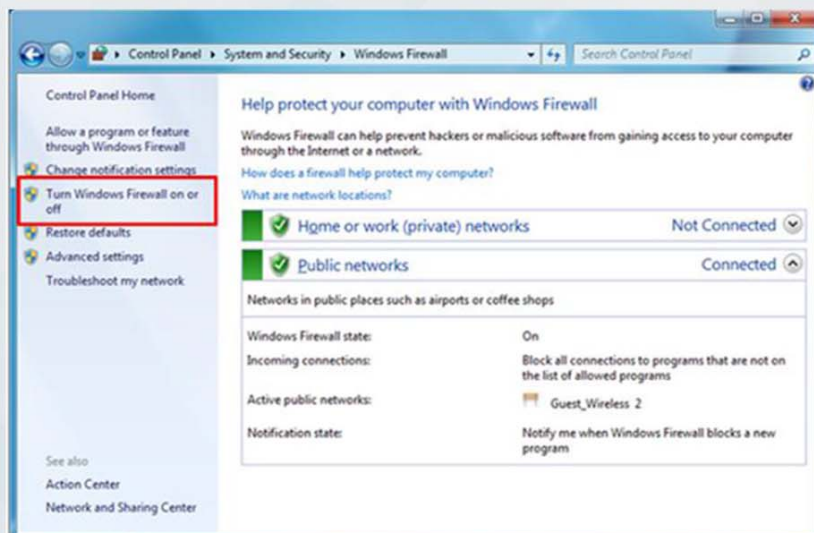 Control Panel ▸ System and Security ▸ Windows Firewall
Search Control Panel
Control Panel Home
Allow a program or feature
through Windows Firewall
Change notification settings
Turn Windows Firewall on or
off
Restore defaults
Advanced settings
Troubleshoot my network
See also
Action Center
Network and Sharing Center
Help protect your computer with Windows Firewall
Windows Firewall can help prevent hackers or malicious software from gaining access to your computer
through the Internet or a network.
How does a firewall help protect my computer?
What are network locations?
Home or work (private) networks
Not Connected
Public networks
Connected
Networks in public places such as airports or coffee shops
Windows Firewall state:
On
Incoming connections:
Block all connections to programs that are not on
the list of allowed programs
Active public networks:
Guest_Wireless 2
Notification state:
Notify me when Windows Firewall blocks a new
program